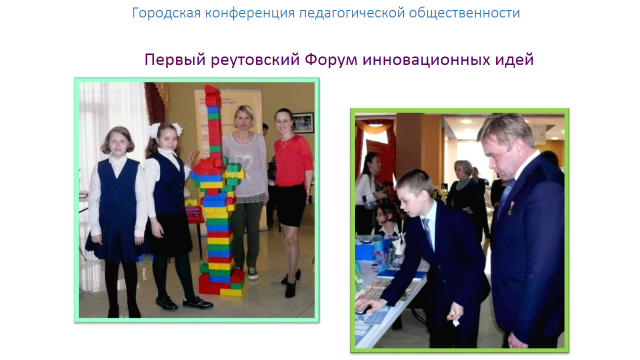 Городская конференция педагогической общественности
Первый реутовский Форум инновационных идей